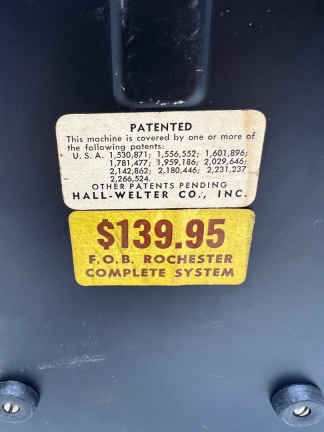 PATENTED
This machine is covered by one or more of
the following patents:
U. S. A. 1,530,871; 1,556,552; 1,601,896;
1,781,477; 1,959,186; 2,029,646;
2,142,862; 2,180,446; 2,231,237
2,266,524.
OTHER PATENTS PENDING
HALL-WELTER CO., INC.
$139.95
F.O.B. ROCHESTER
COMPLETE SYSTEM